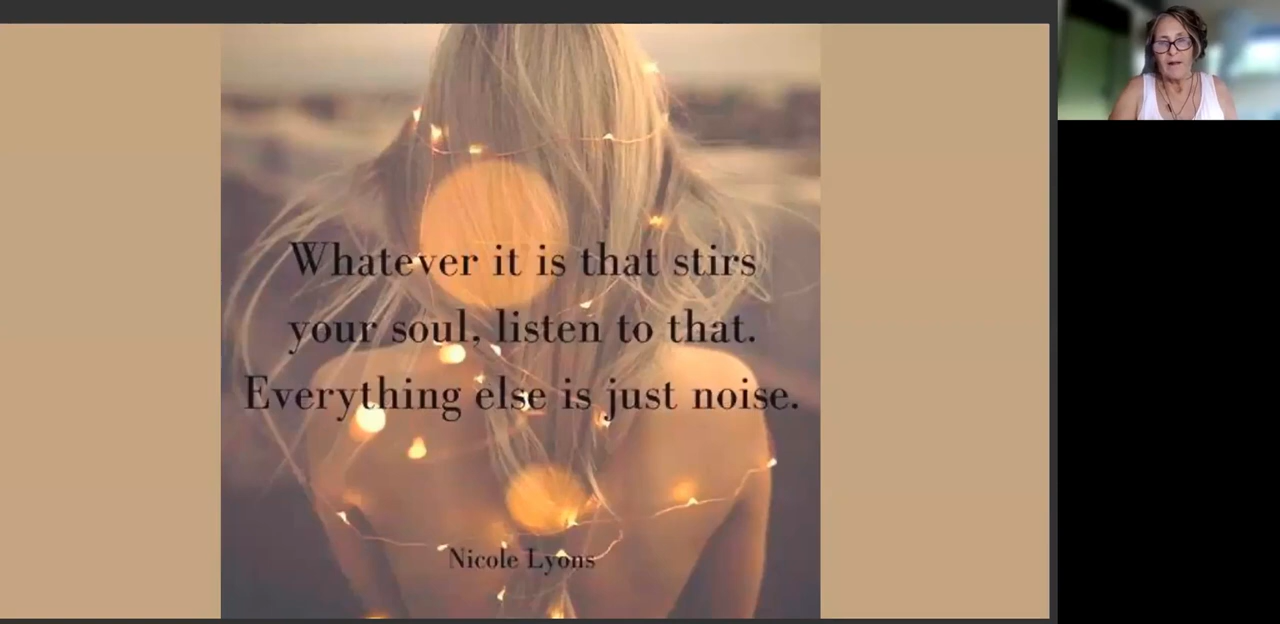 Whatever it is that stirs
your soul, listen to that.
Everything else is just noise.
Nicole Lyons